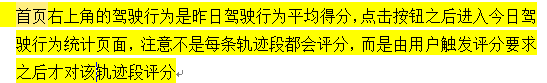 首页右上角的驾驶行为是昨日驾驶行为平均得分,点击按钮之后进入今日驾
驶行为统计页面，注意不是每条轨迹段都会评分，而是由用户触发评分要求
之后才对该轨迹段评分